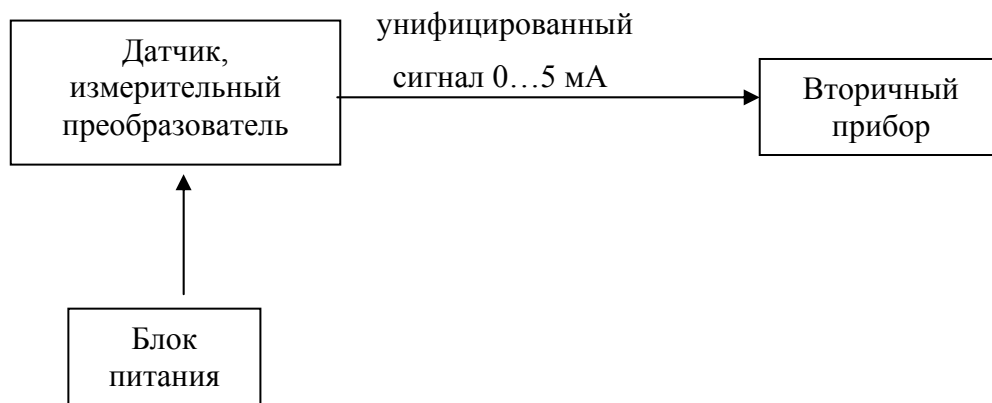 Датчик,
измерительный
преобразователь
унифицированный
сигнал 0…5 мА
Вторичный
прибор
Блок
питания